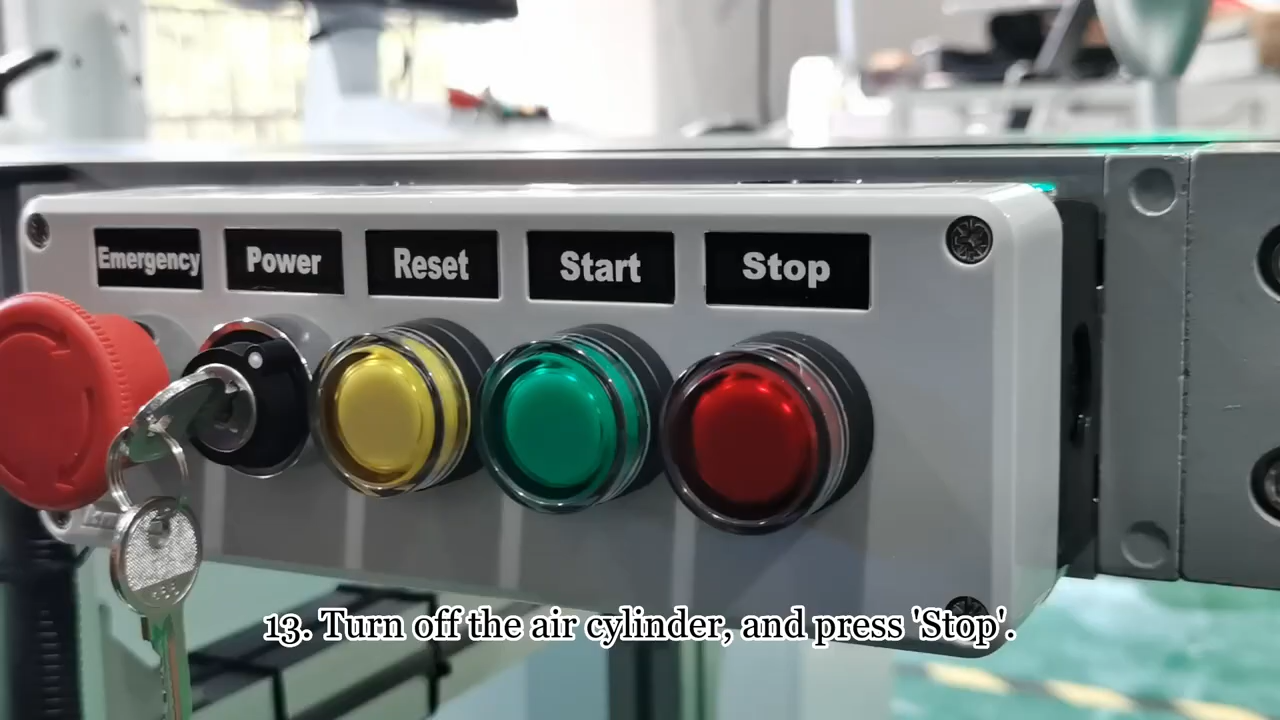 Emergency
Power
Reset
Start
Stop
13. Turn off the air cylinder, and press 'Stop'.